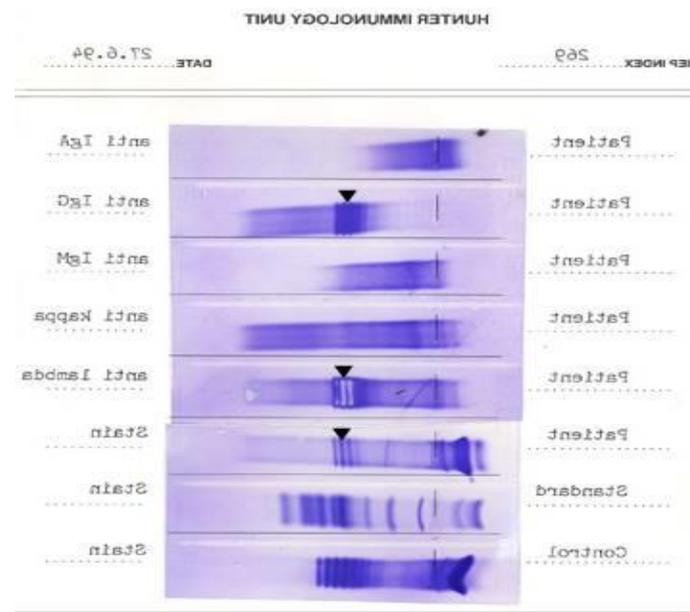 HUNTER IMMUNOLOGY UNIT
INDEX 269 DATE 27.6.94
Patient anti IgA
Patient anti IgG
Patient anti IgM
Patient anti kappa
Patient anti lambda
Patient Stain
Standard Stain
Control Stain